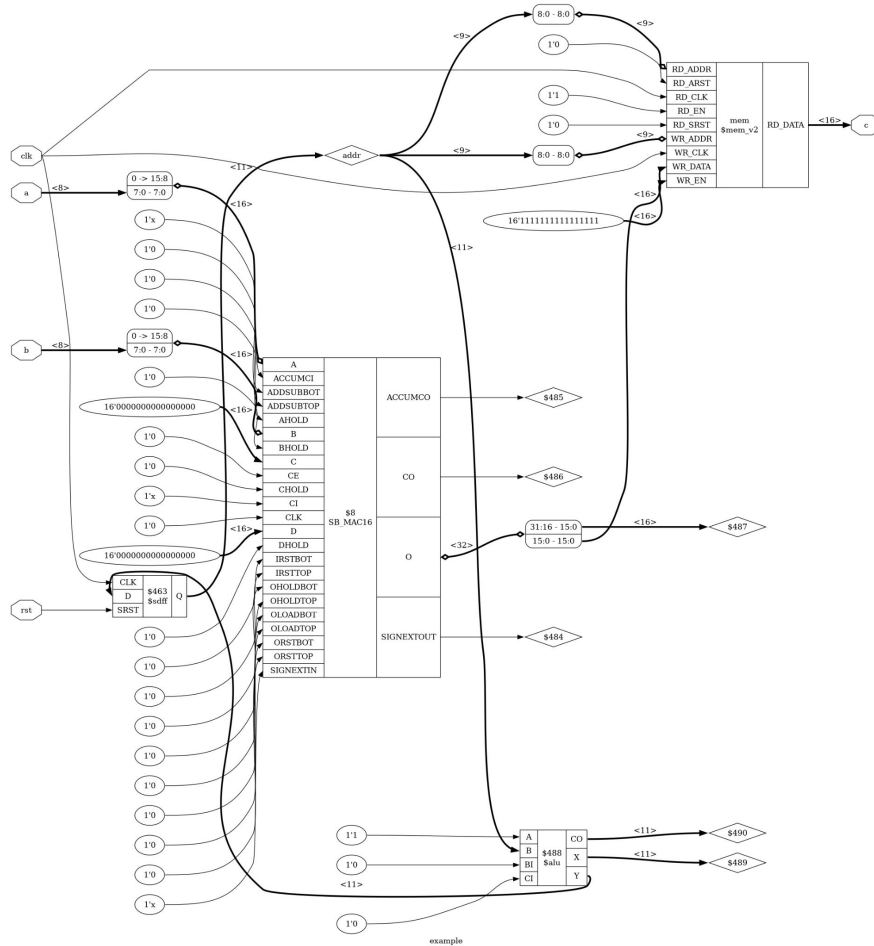 8:0 - 8:0
<9>
<9>
1'0
RD_ADDR
RD_ARST
RD_CLK
RD_EN
RD_SRST
WR_ADDR
WR_CLK
WR_DATA
WR_EN
mem
$mem_v2
RD_DATA
<16>
c
1'1
1'0
<9>
clk
<11>
addr
<9>
8:0 - 8:0
a
<8>
0 -> 15:8
7:0 - 7:0
<16>
<16>
<16>
16'1111111111111111
1'x
1'0
<11>
1'0
1'0
b
<8>
0 -> 15:8
7:0 - 7:0
<16>
1'0
16'0000000000000000
<16>
1'0
1'0
1'x
1'0
16'0000000000000000
<16>
A
ACCUMCI
ADDSUBBOT
ADDSUBTOP
AHOLD
B
BHOLD
C
CE
CHOLD
CI
CLK
D
DHOLD
IRSTBOT
IRSTTOP
OHOLDBOT
OHOLDTOP
OLOADBOT
OLOADTOP
ORSTBOT
ORSTTOP
SIGNEXTIN
$8
SB_MAC16
ACCUMCO
CO
O
SIGNEXTOUT
$485
$486
<32>
31:16 - 15:0
15:0 - 15:0
<16>
$487
$484
rst
CLK
D
SRST
$463
$sdff
Q
1'0
1'0
1'0
1'0
1'0
1'0
1'0
1'0
1'0
1'x
<11>
1'1
1'0
1'0
A
B
BI
CI
$488
$alu
CO
X
Y
<11>
$490
<11>
$489
example